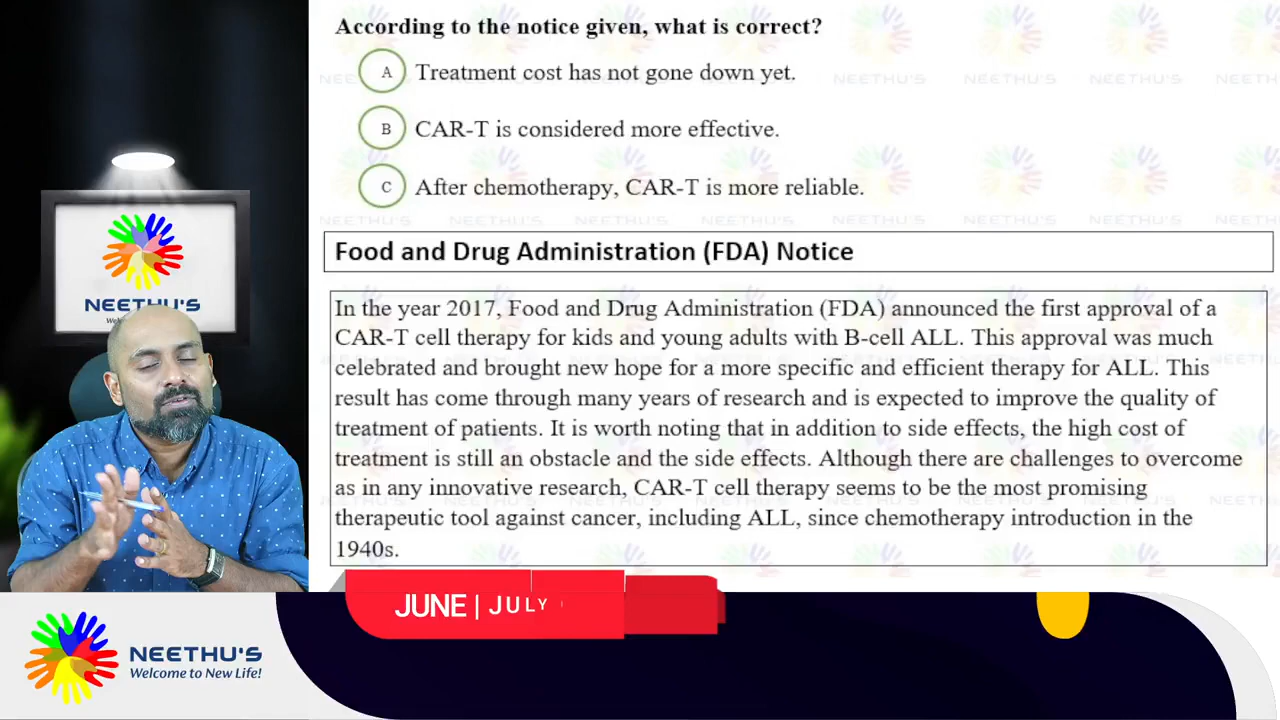 According to the notice given, what is correct?
A Treatment cost has not gone down yet.
B CAR-T is considered more effective.
C After chemotherapy, CAR-T is more reliable.
Food and Drug Administration (FDA) Notice
In the year 2017, Food and Drug Administration (FDA) announced the first approval of a
CAR-T cell therapy for kids and young adults with B-cell ALL. This approval was much
celebrated and brought new hope for a more specific and efficient therapy for ALL. This
result has come through many years of research and is expected to improve the quality of
treatment of patients. It is worth noting that in addition to side effects, the high cost of
treatment is still an obstacle and the side effects. Although there are challenges to overcome
as in any innovative research, CAR-T cell therapy seems to be the most promising
therapeutic tool against cancer, including ALL, since chemotherapy introduction in the
1940s.
NEETHU'S
JUNE | JULY
NEETHU'S
Welcome to New Life!